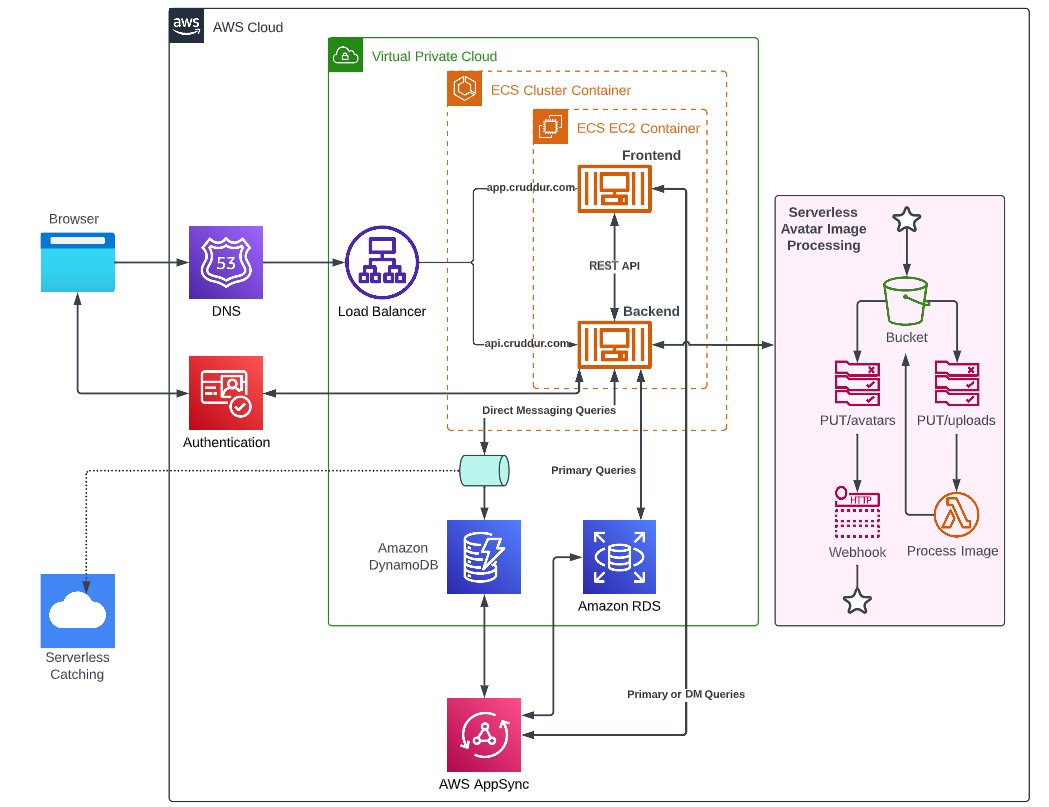 aws
AWS Cloud
Virtual Private Cloud
ECS Cluster Container
ECS EC2 Container
Frontend
app.cruddur.com
Serverless
Avatar Image
Processing
Browser
53
REST API
DNS
Load Balancer
Backend
api.cruddur.com
Bucket
Direct Messaging Queries
PUT/avatars
PUT/uploads
Authentication
Primary Queries
HTTP
Amazon
DynamoDB
Webhook
Process Image
Amazon RDS
Serverless
Catching
Primary or DM Queries
AWS AppSync